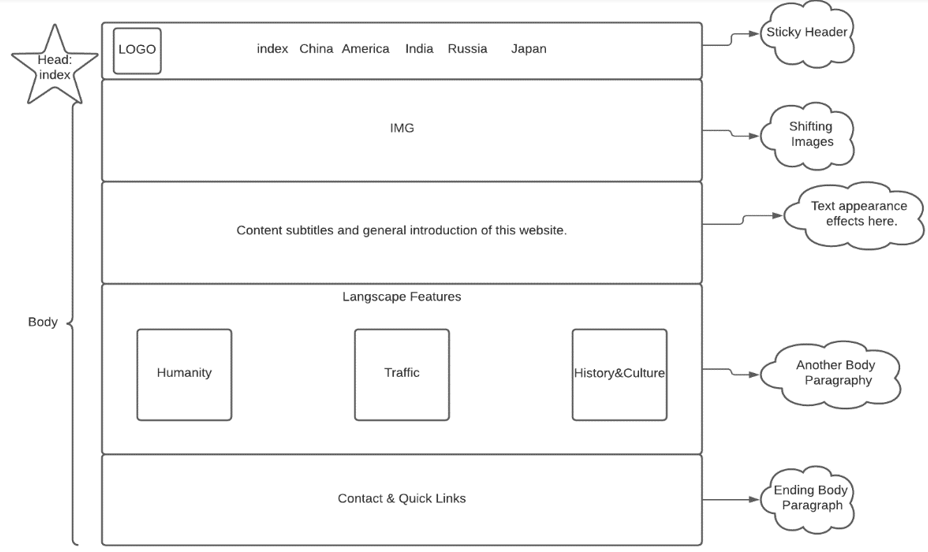 Head:
index
LOGO
index China America India Russia Japan
Sticky Header
IMG
Shifting
Images
Content subtitles and general introduction of this website.
Text appearance
effects here.
Body
Langscape Features
Humanity
Traffic
History&Culture
Another Body
Paragraphy
Contact & Quick Links
Ending Body
Paragraph